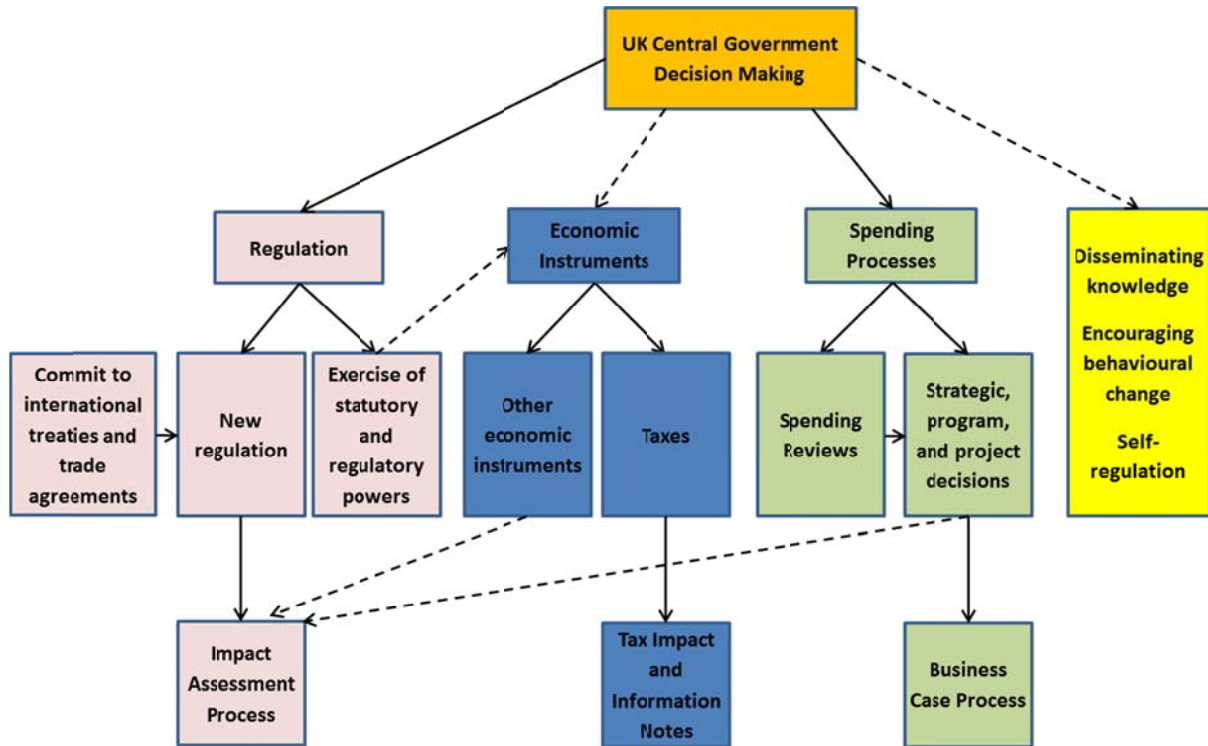 UK Central Government
Decision Making
Regulation
Economic
Instruments
Spending
Processes
Disseminating
knowledge
Encouraging
behavioural
change
Self-
regulation
Commit to
international
treaties and
trade
agreements
New
regulation
Exercise of
statutory
and
regulatory
powers
Other
economic
instruments
Taxes
Spending
Reviews
Strategic,
program,
and project
decisions
Impact
Assessment
Process
Tax Impact
and
Information
Notes
Business
Case Process